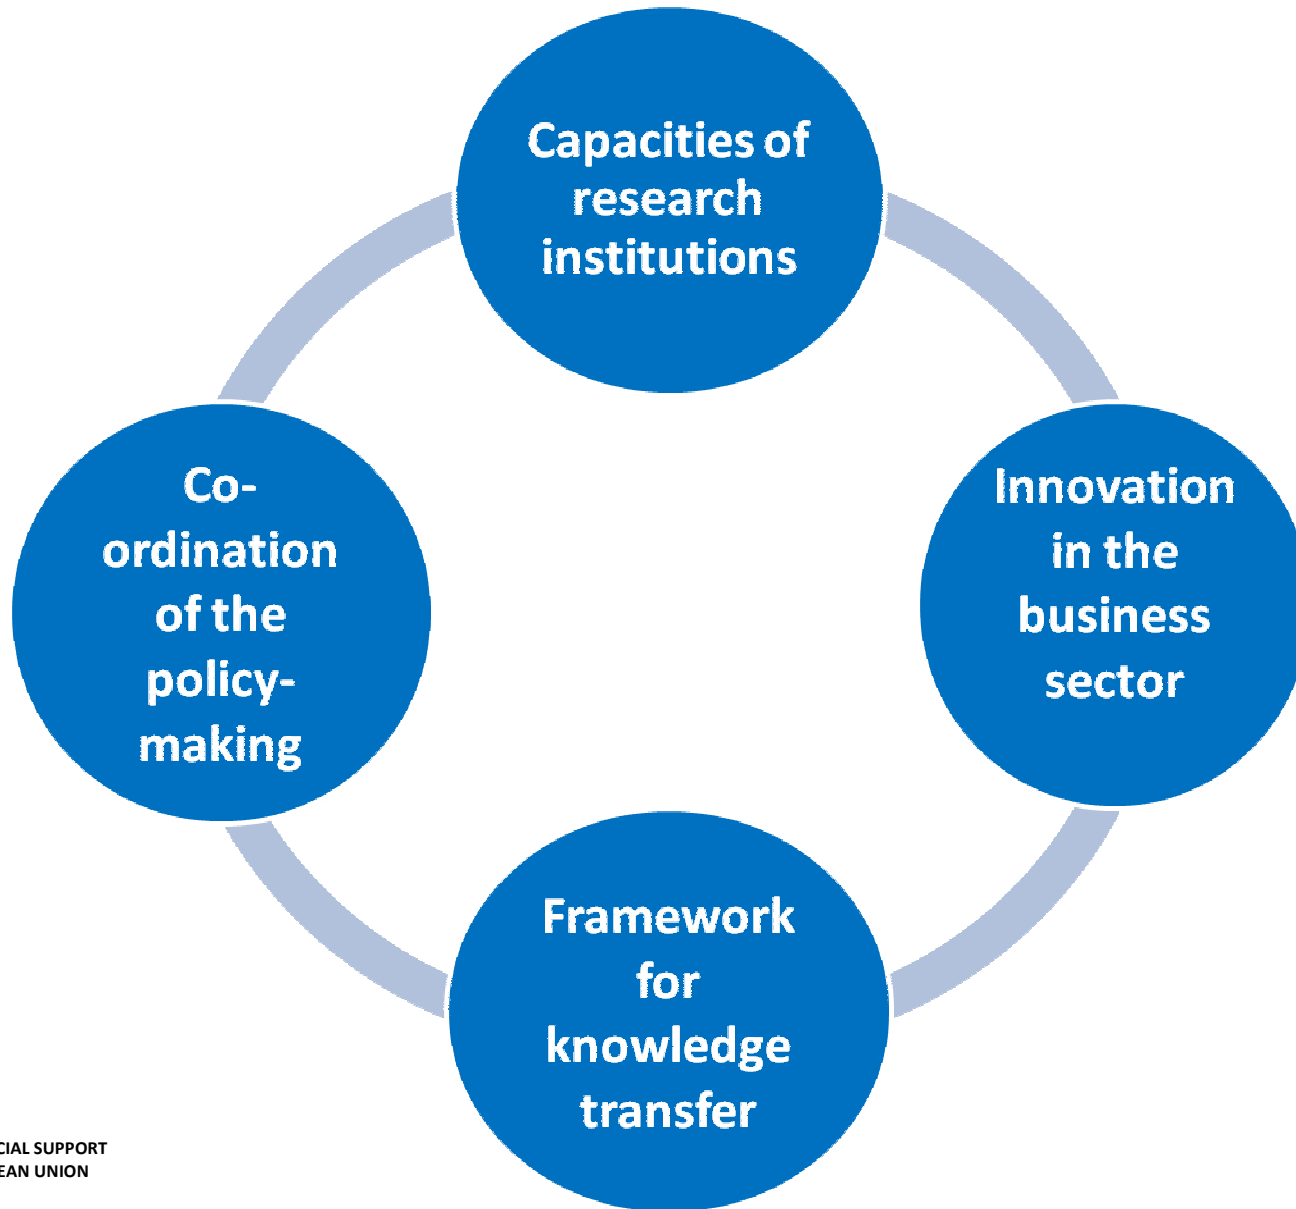 Capacities of
research
institutions
Co-
ordination
of the
policy-
making
Innovation
in the
business
sector
Framework
for
knowledge
transfer
CIAL SUPPORT
EAN UNION